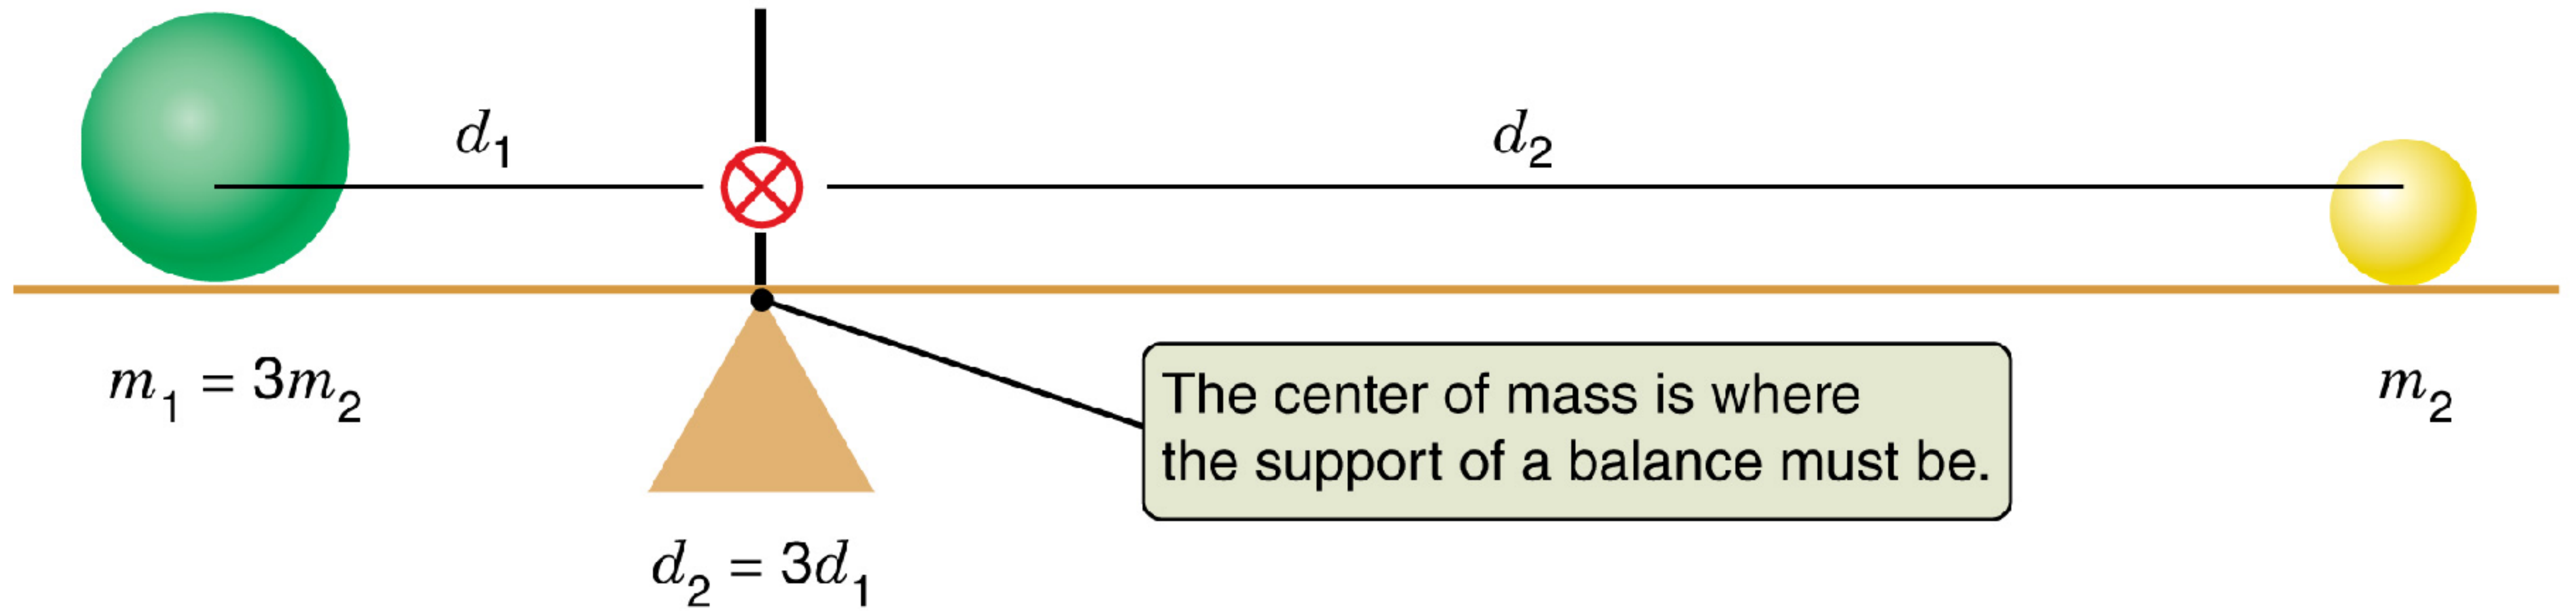 d₁
d₂
m₁ = 3m₂
The center of mass is where
the support of a balance must be.
m₂
d₂ = 3d₁